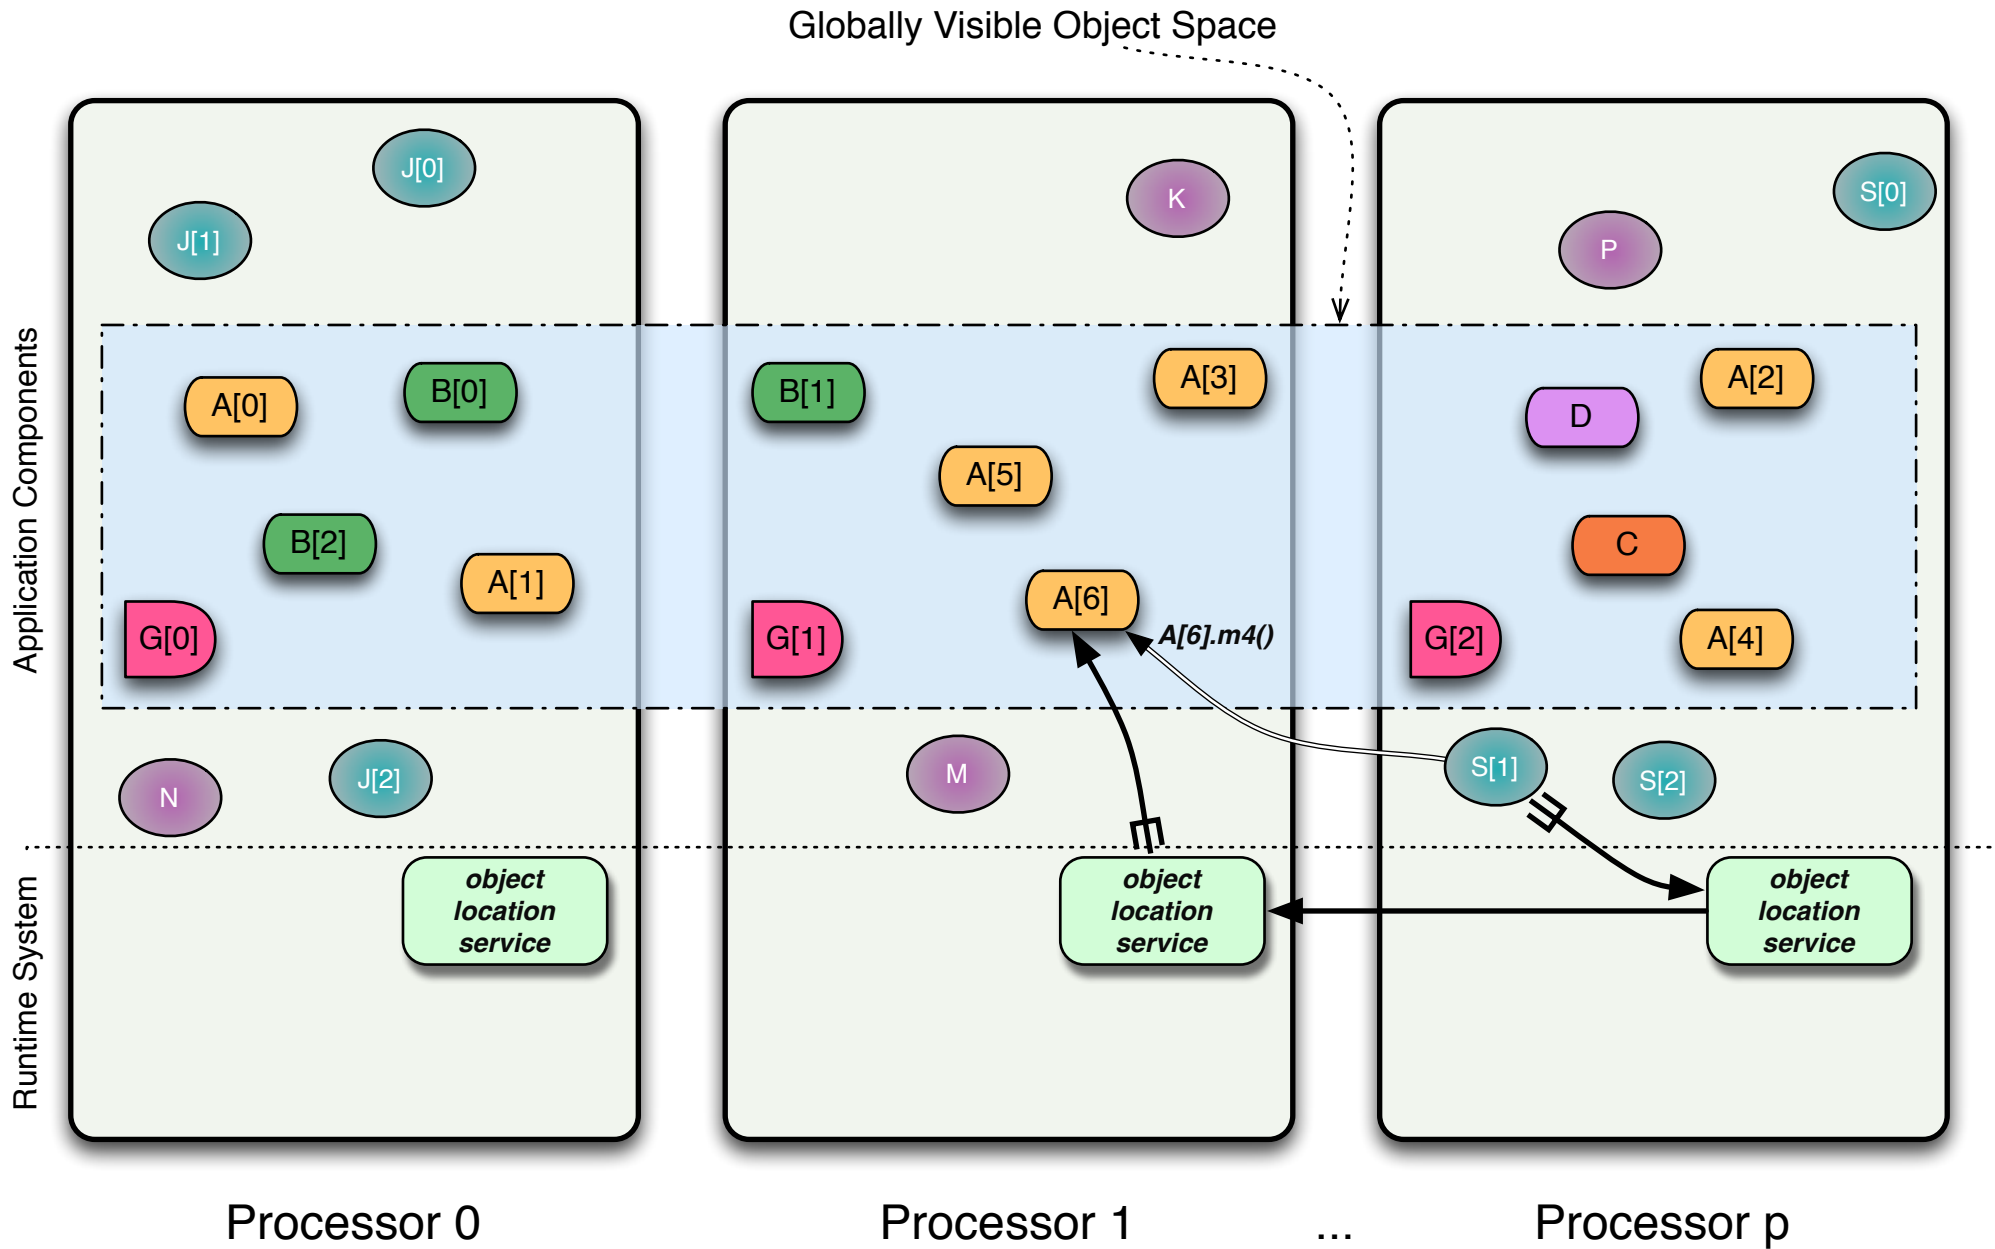 Globally Visible Object Space
J[0]
J[1]
K
S[0]
P
Application Components
A[0]
B[0]
B[2]
A[1]
G[0]
B[1]
A[3]
A[5]
A[6]
G[1]
A[6].m4()
A[2]
D
C
G[2]
A[4]
N
J[2]
M
S[1]
S[2]
Runtime System
object
location
service
object
location
service
object
location
service
Processor 0
Processor 1
...
Processor p